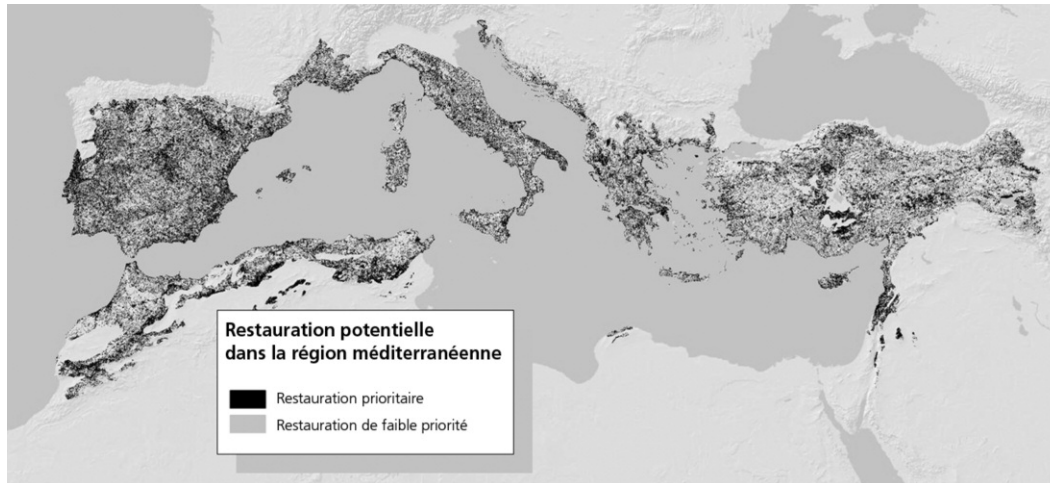 Restauration potentielle
dans la région méditerranéenne
Restauration prioritaire
Restauration de faible priorité